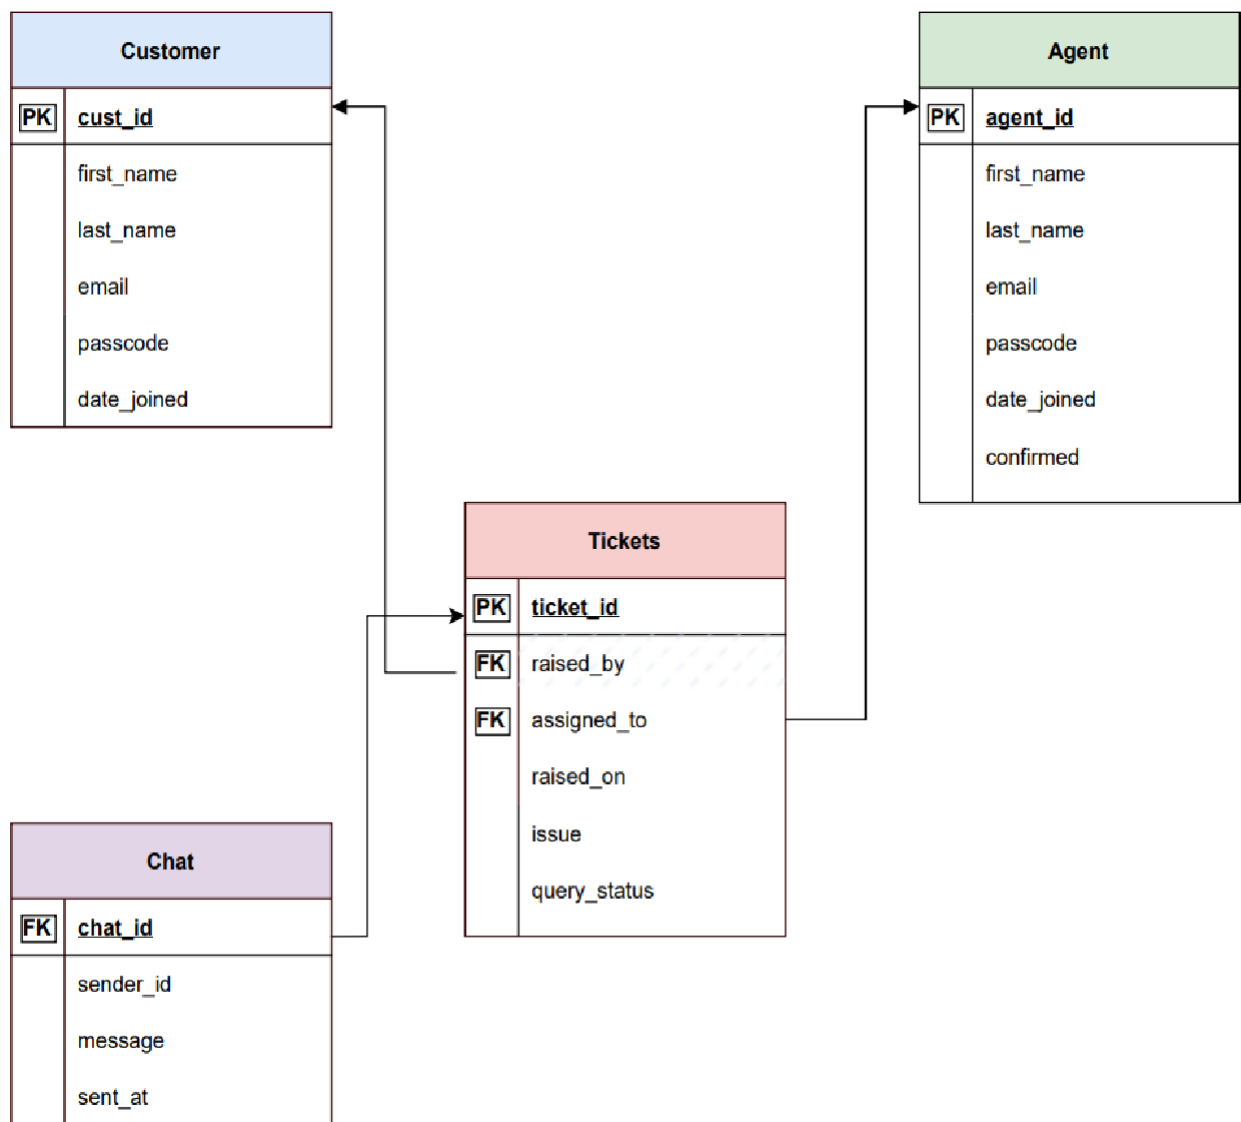 Customer
PK cust_id
first_name
last_name
email
passcode
date_joined
Agent
PK agent_id
first_name
last_name
email
passcode
date_joined
confirmed
Tickets
PK ticket_id
FK raised_by
FK assigned_to
raised_on
issue
query_status
Chat
FK chat_id
sender_id
message
sent_at